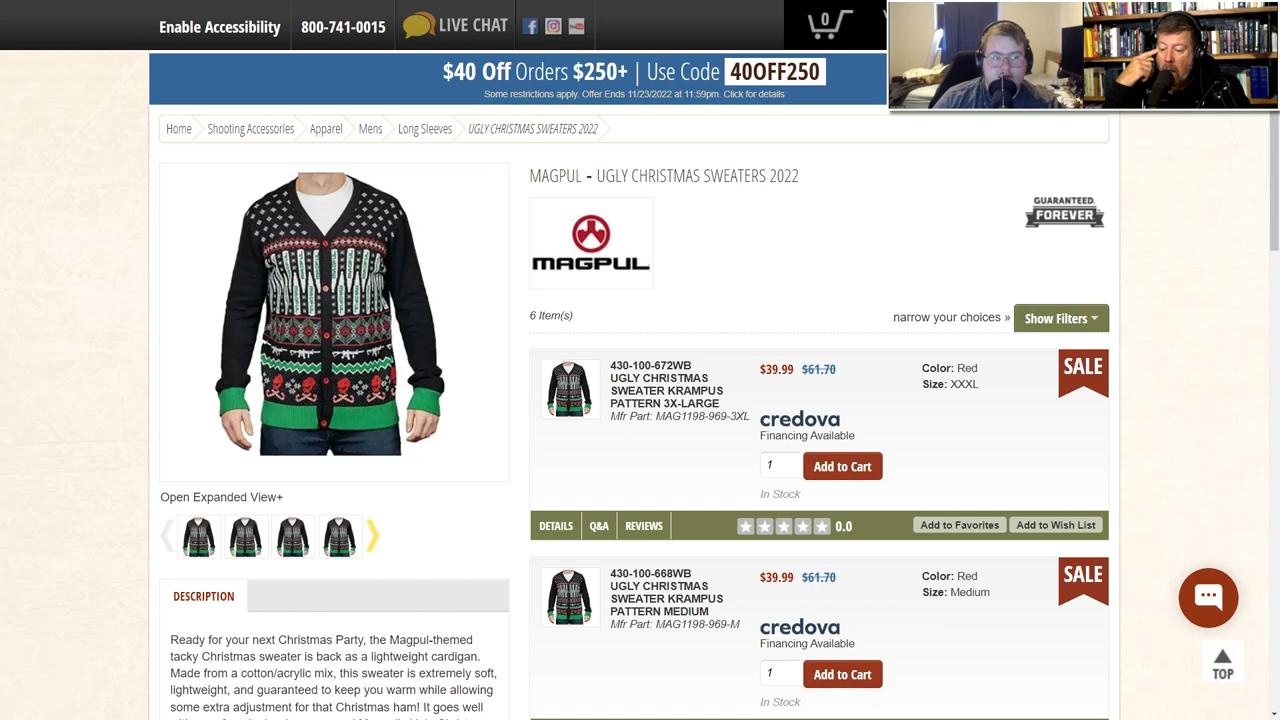 Enable Accessibility
800-741-0015
LIVE CHAT
0
$40 Off Orders $250+ | Use Code 40OFF250
Some restrictions apply. Offer Ends 11/23/2022 at 11:59pm. Click for details
Home
Shooting Accessories
Apparel
Mens
Long Sleeves
UGLY CHRISTMAS SWEATERS 2022
MAGPUL - UGLY CHRISTMAS SWEATERS 2022
MAGPUL
GUARANTEED.
FOREVER
6 Item(s)
narrow your choices »
Show Filters
430-100-672WB
UGLY CHRISTMAS
SWEATER KRAMPUS
PATTERN 3X-LARGE
Mfr Part: MAG1198-969-3XL
$39.99 $61.70
credova
Financing Available
1
Add to Cart
In Stock
Color: Red
Size: XXXL
SALE
DETAILS
Q&A
REVIEWS
0.0
Add to Favorites
Add to Wish List
430-100-668WB
UGLY CHRISTMAS
SWEATER KRAMPUS
PATTERN MEDIUM
Mfr Part: MAG1198-969-M
$39.99 $61.70
credova
Financing Available
1
Add to Cart
In Stock
Color: Red
Size: Medium
SALE
Open Expanded View+
DESCRIPTION
Ready for your next Christmas Party, the Magpul-themed
tacky Christmas sweater is back as a lightweight cardigan.
Made from a cotton/acrylic mix, this sweater is extremely soft,
lightweight, and guaranteed to keep you warm while allowing
some extra adjustment for that Christmas ham! It goes well
TOP